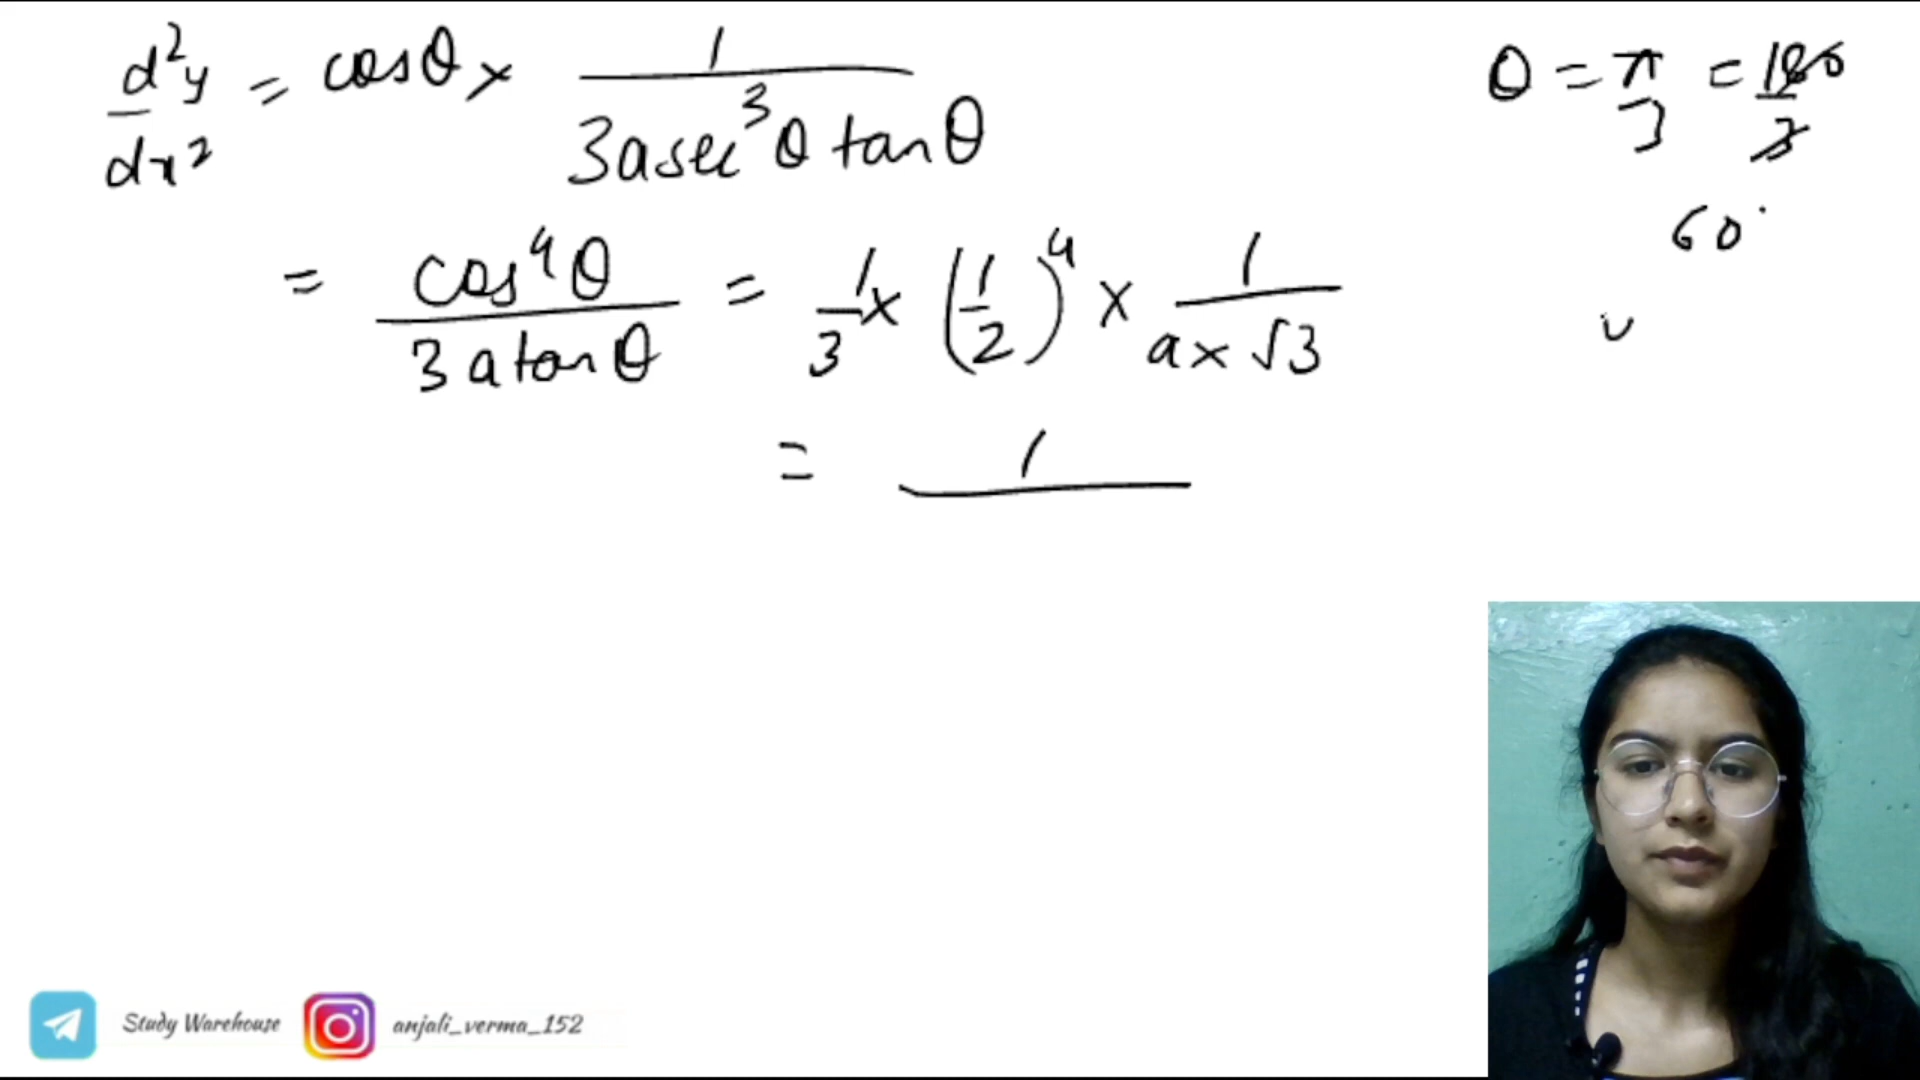 d²y/dx² = cosθ × 1/(3a sec³θ tanθ)
θ = π/3 = 180/3
60°
= cos⁴θ/(3a tanθ) = 1/3 × (1/2)⁴ × 1/(a × √3)
= 1/
Study Warehouse
anjali_verma_152